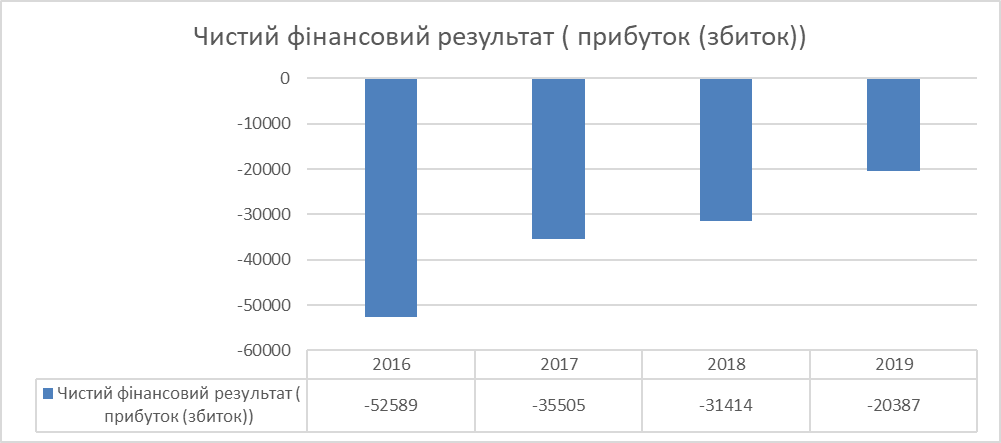 Чистий фінансовий результат ( прибуток (збиток))
0
-10000
-20000
-30000
-40000
-50000
-60000
2016 2017 2018 2019
Чистий фінансовий результат (
прибуток (збиток))
-52589 -35505 -31414 -20387